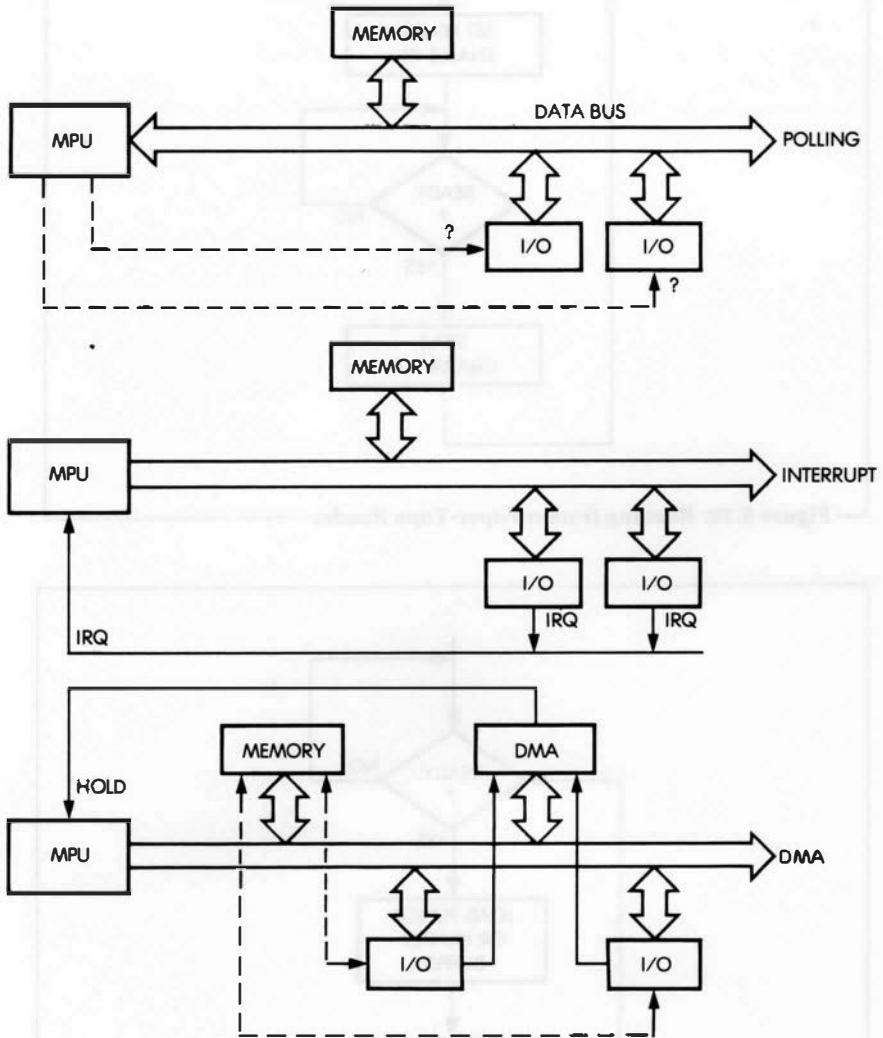 MEMORY
DATA BUS
MPU
POLLING
?
I/O
I/O
?
MEMORY
MPU
INTERRUPT
I/O
I/O
IRQ
IRQ
IRQ
MEMORY
DMA
HOLD
MPU
DMA
I/O
I/O